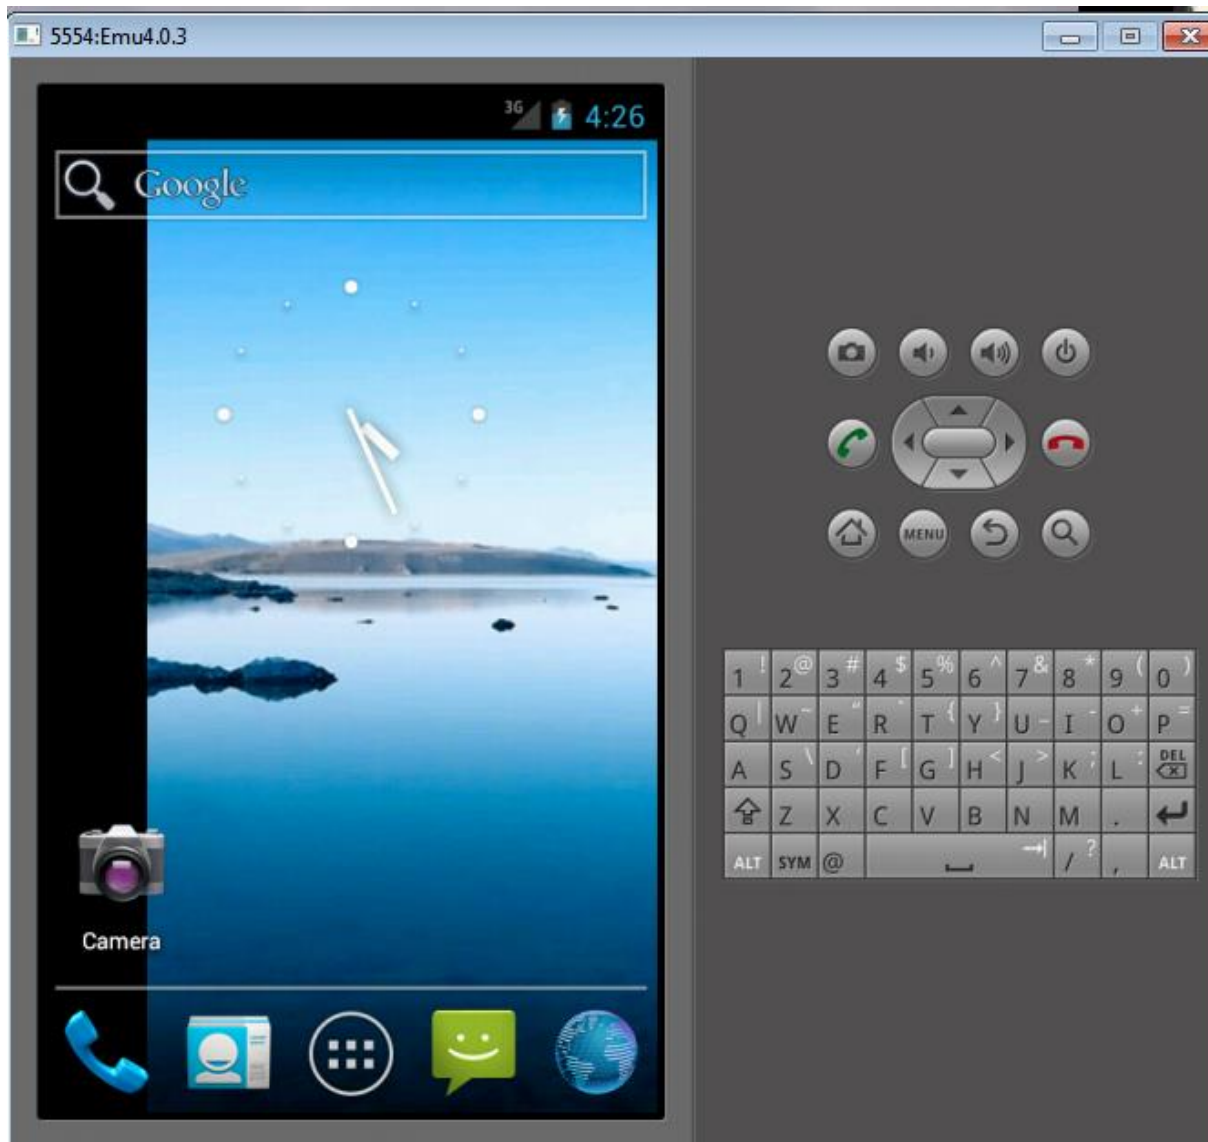 5554:Emu4.0.3
3G 4:26
Google
Camera
MENU
1 ! 2 @ 3 # 4 $ 5 % 6 ^ 7 & 8 * 9 ( 0 )
Q | W ~ E " R ` T { Y } U _ I - O + P =
A S \ D ' F [ G ] H < J > K ; L : DEL
Z X C V B N M .
ALT SYM @ / ? , ALT